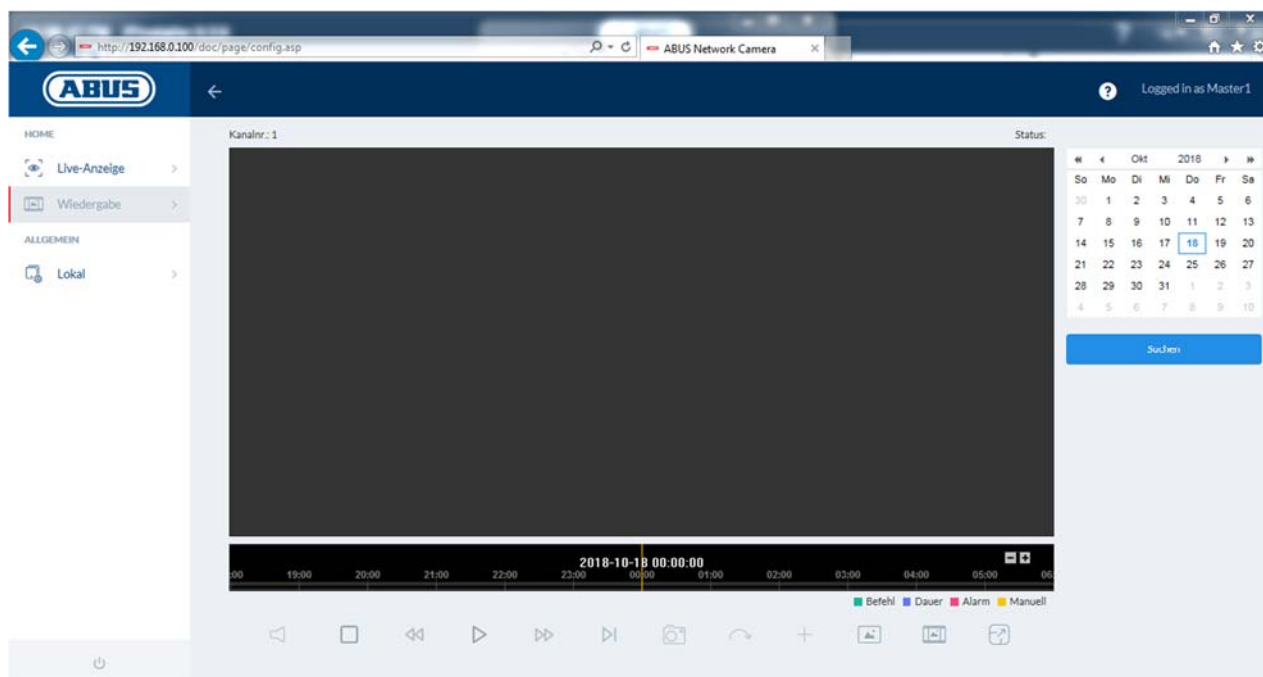 http://192.168.0.100/doc/page/config.asp
ABUS Network Camera
ABUS
Logged in as Master1
HOME
Live-Anzeige
Wiedergabe
ALLGEMEIN
Lokal
Kanalnr.: 1
Status:
Okt 2018
So Mo Di Mi Do Fr Sa
30 1 2 3 4 5 6
7 8 9 10 11 12 13
14 15 16 17 18 19 20
21 22 23 24 25 26 27
28 29 30 31 1 2 3
4 5 6 7 8 9 10
Suchen
2018-10-18 00:00:00
:00 19:00 20:00 21:00 22:00 23:00 00:00 01:00 02:00 03:00 04:00 05:00 06:
Befehl Dauer Alarm Manuell